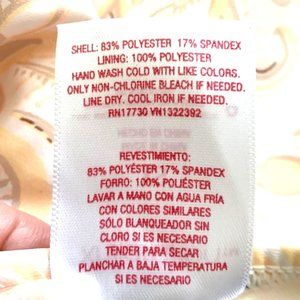 SHELL: 83% POLYESTER 17% SPANDEX
LINING: 100% POLYESTER
HAND WASH COLD WITH LIKE COLORS.
ONLY NON-CHLORINE BLEACH IF NEEDED.
LINE DRY. COOL IRON IF NEEDED.
RN17730 VN1322392
REVESTIMIENTO:
83% POLYÉSTER 17% SPANDEX
FORRO: 100% POLIÉSTER
LAVAR A MANO CON AGUA FRÍA
CON COLORES SIMILARES
SÓLO BLANQUEADOR SIN
CLORO SI ES NECESARIO
TENDER PARA SECAR
PLANCHAR A BAJA TEMPERATURA
SI ES NECESARIO